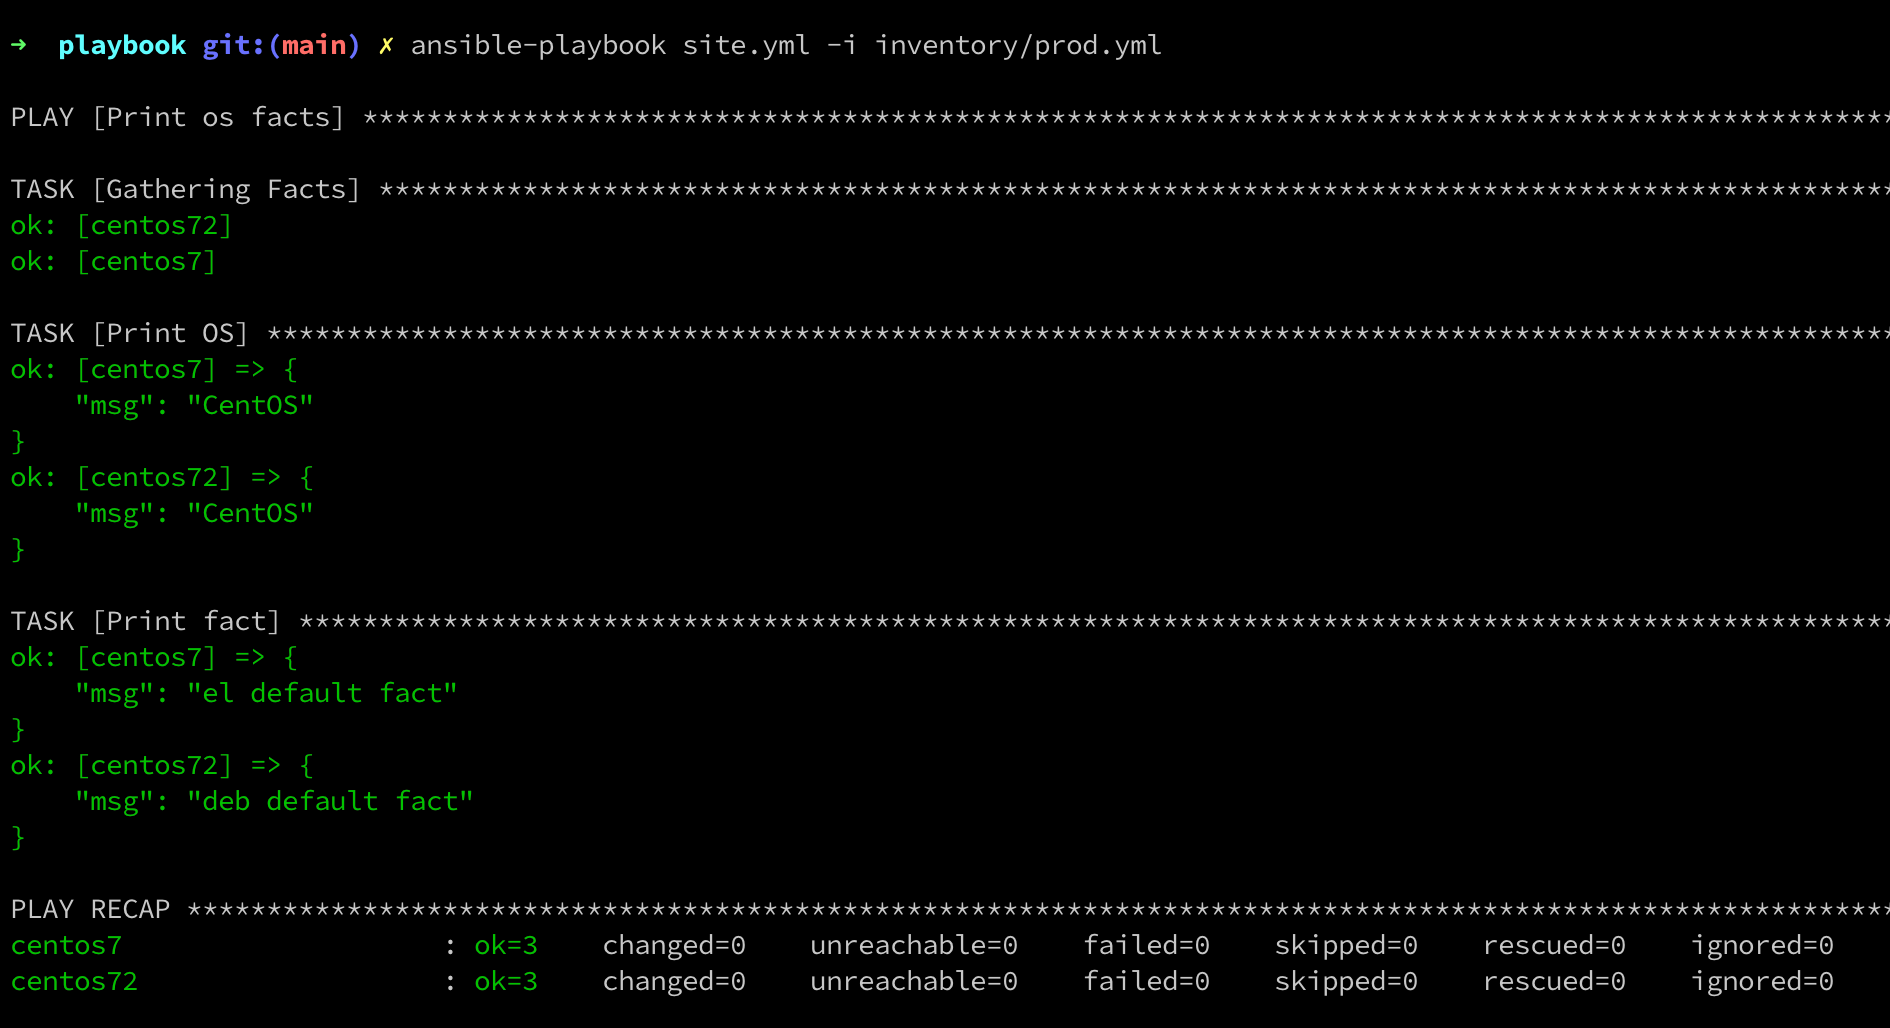 ➜  playbook git:(main) ✗ ansible-playbook site.yml -i inventory/prod.yml
PLAY [Print os facts] ************************************************************************************************
TASK [Gathering Facts] ***********************************************************************************************
ok: [centos72]
ok: [centos7]
TASK [Print OS] ******************************************************************************************************
ok: [centos7] => {
    "msg": "CentOS"
}
ok: [centos72] => {
    "msg": "CentOS"
}
TASK [Print fact] ****************************************************************************************************
ok: [centos7] => {
    "msg": "el default fact"
}
ok: [centos72] => {
    "msg": "deb default fact"
}
PLAY RECAP ***********************************************************************************************************
centos7                    : ok=3    changed=0    unreachable=0    failed=0    skipped=0    rescued=0    ignored=0
centos72                   : ok=3    changed=0    unreachable=0    failed=0    skipped=0    rescued=0    ignored=0